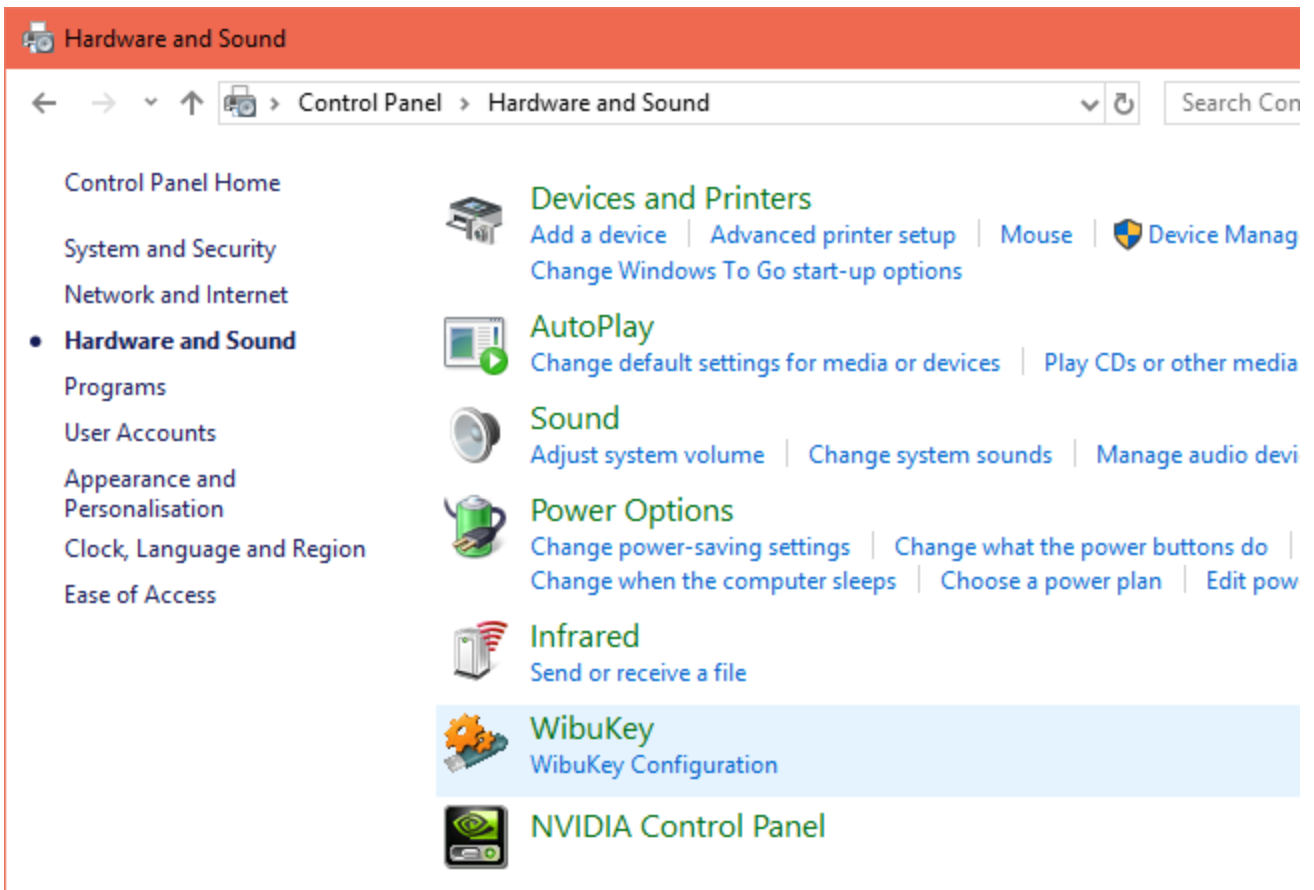 Hardware and Sound
Control Panel > Hardware and Sound
Search Con
Control Panel Home
System and Security
Network and Internet
• Hardware and Sound
Programs
User Accounts
Appearance and
Personalisation
Clock, Language and Region
Ease of Access
Devices and Printers
Add a device | Advanced printer setup | Mouse | Device Manag
Change Windows To Go start-up options
AutoPlay
Change default settings for media or devices | Play CDs or other media
Sound
Adjust system volume | Change system sounds | Manage audio devi
Power Options
Change power-saving settings | Change what the power buttons do |
Change when the computer sleeps | Choose a power plan | Edit pow
Infrared
Send or receive a file
WibuKey
WibuKey Configuration
NVIDIA Control Panel